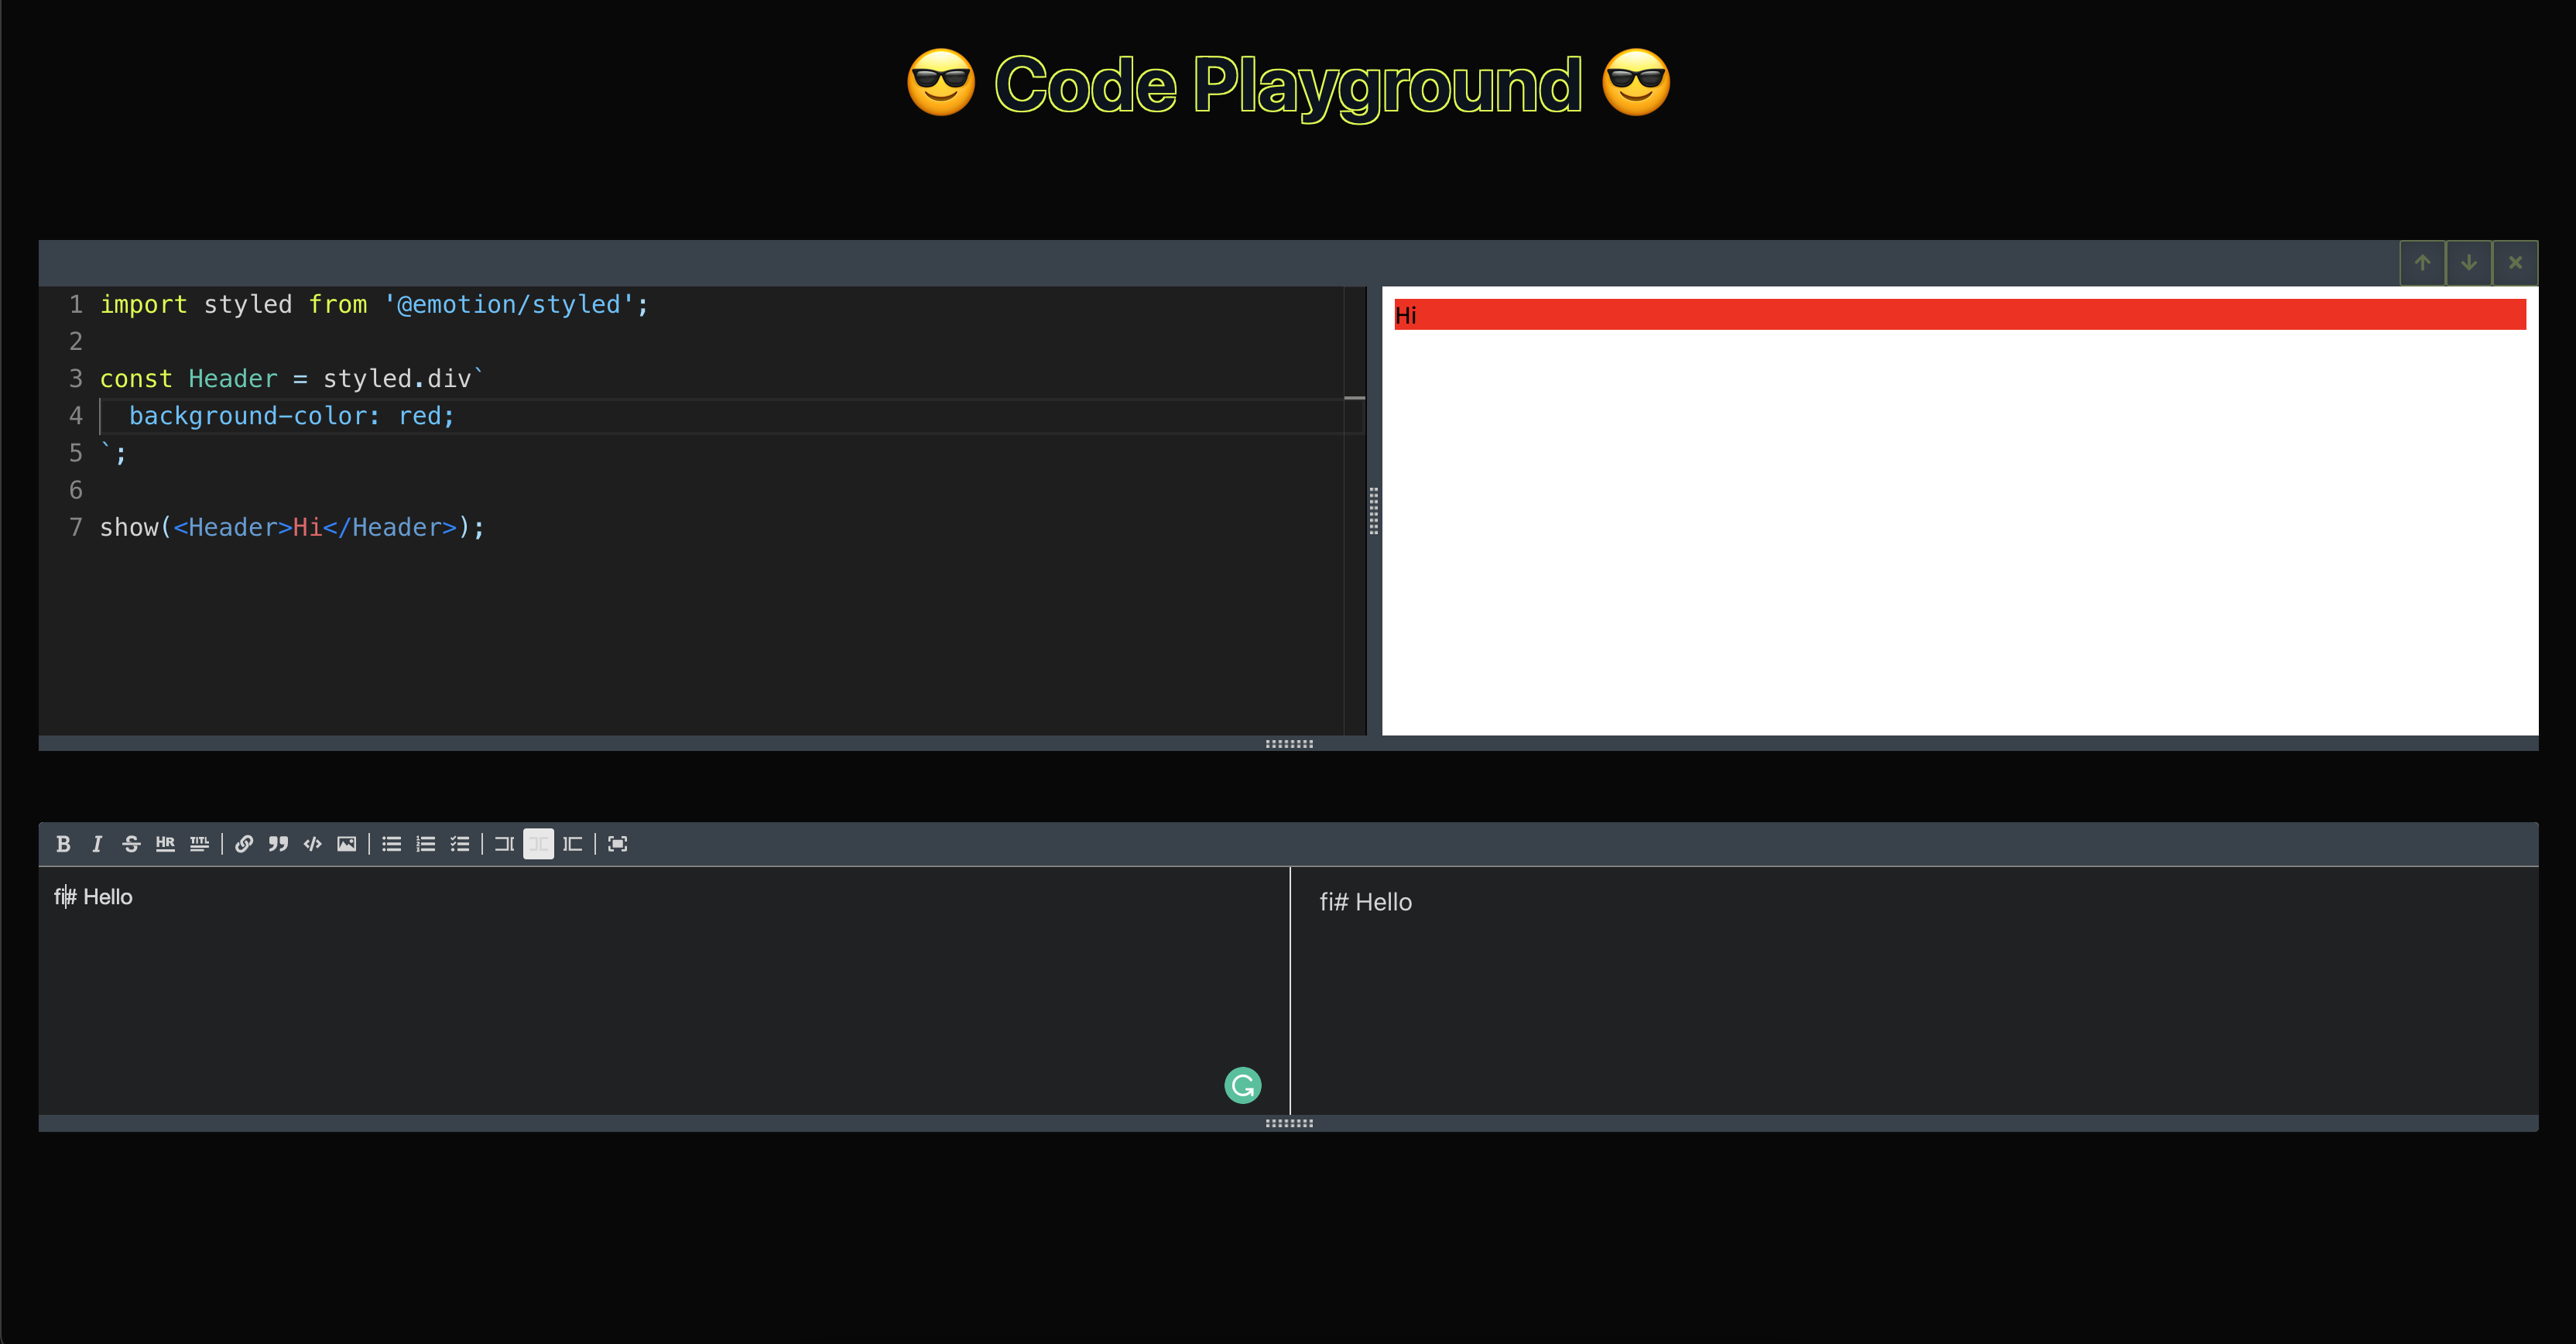 😎 Code Playground 😎
1 import styled from '@emotion/styled';
2
3 const Header = styled.div`
4   background-color: red;
5 `;
6
7 show(<Header>Hi</Header>);
Hi
B I S HR TITL
fi# Hello
fi# Hello